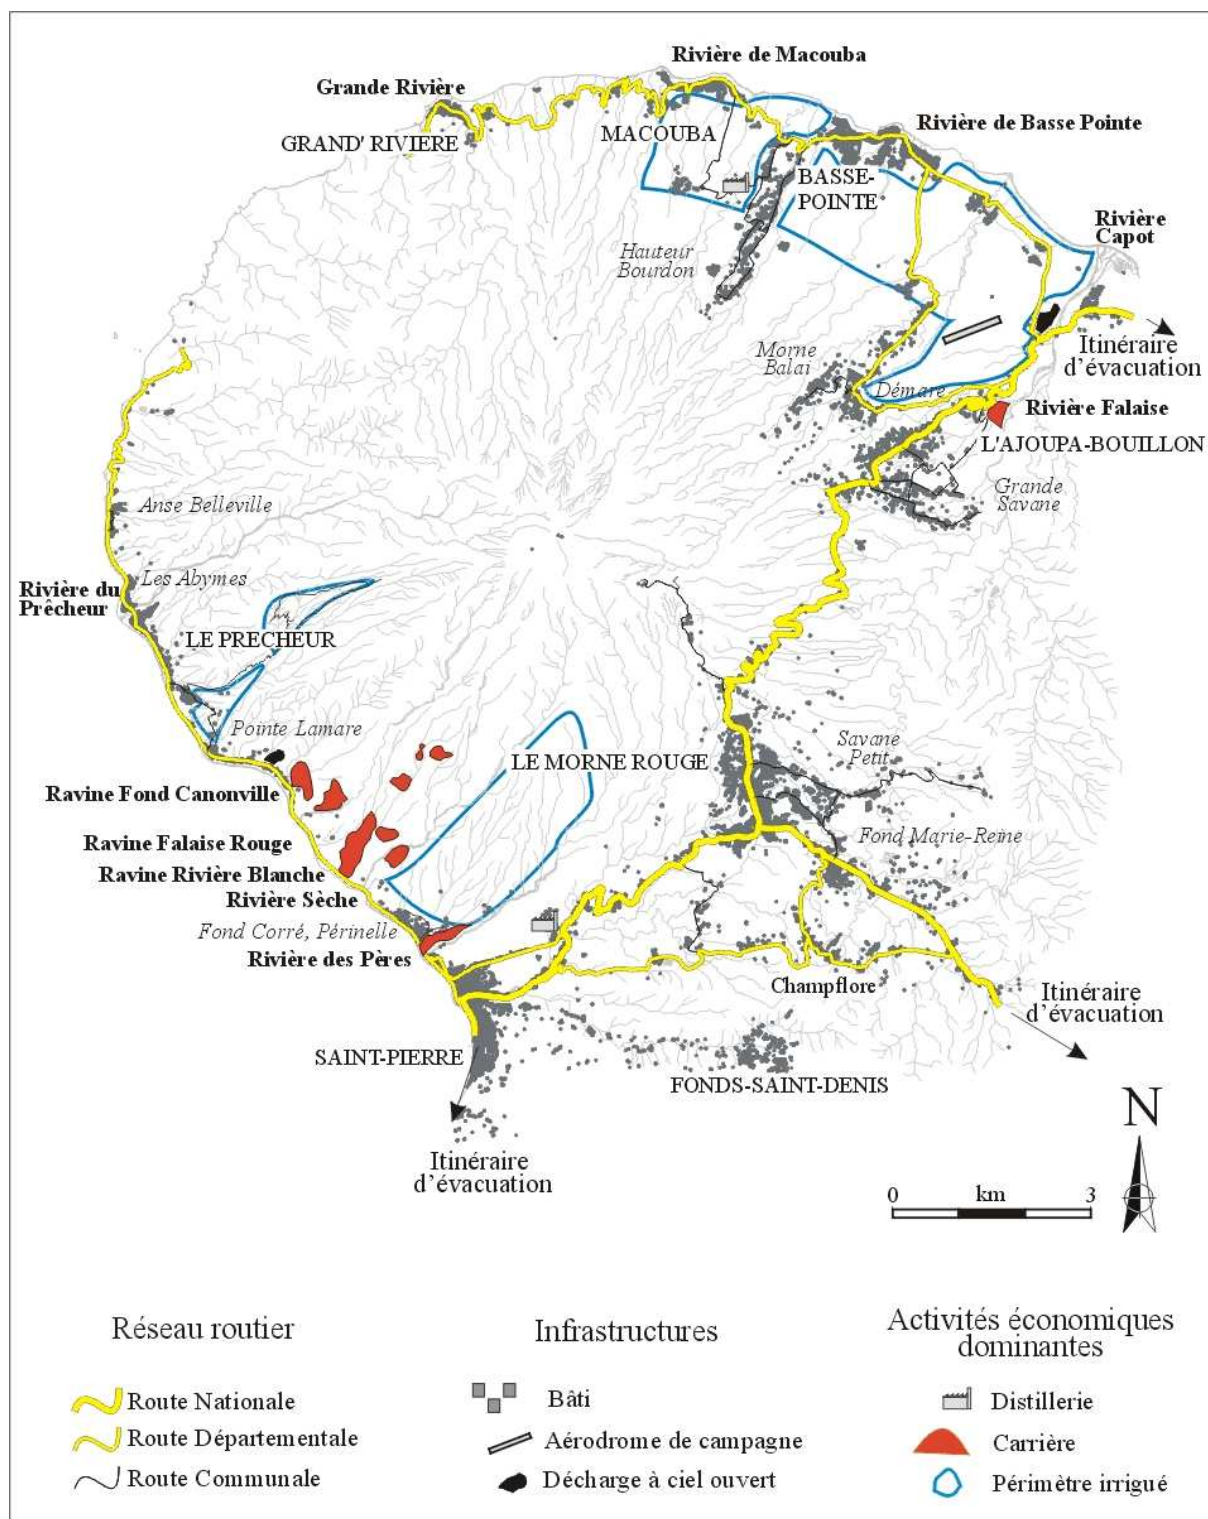 Rivière de Macouba
Grande Rivière
Rivière de Basse Pointe
MACOUBA
GRAND' RIVIERE
BASSE-
POINTE
Rivière
Capot
Hauteur
Bourdon
Itinéraire
d'évacuation
Morne
Balai
Démare
Rivière Falaise
L'AJOUPA-BOUILLON
Grande
Savane
Anse Belleville
Les Abymes
Rivière du
Prêcheur
LE PRECHEUR
Pointe Lamare
Savane
Petit
LE MORNE ROUGE
Ravine Fond Canonville
Fond Marie-Reine
Ravine Falaise Rouge
Ravine Rivière Blanche
Rivière Sèche
Fond Corré, Périnelle
Rivière des Pères
Champflore
Itinéraire
d'évacuation
SAINT-PIERRE
FONDS-SAINT-DENIS
Itinéraire
d'évacuation
N
0 km 3
Réseau routier
Route Nationale
Route Départementale
Route Communale
Infrastructures
Bâti
Aérodrome de campagne
Décharge à ciel ouvert
Activités économiques
dominantes
Distillerie
Carrière
Périmètre irrigué